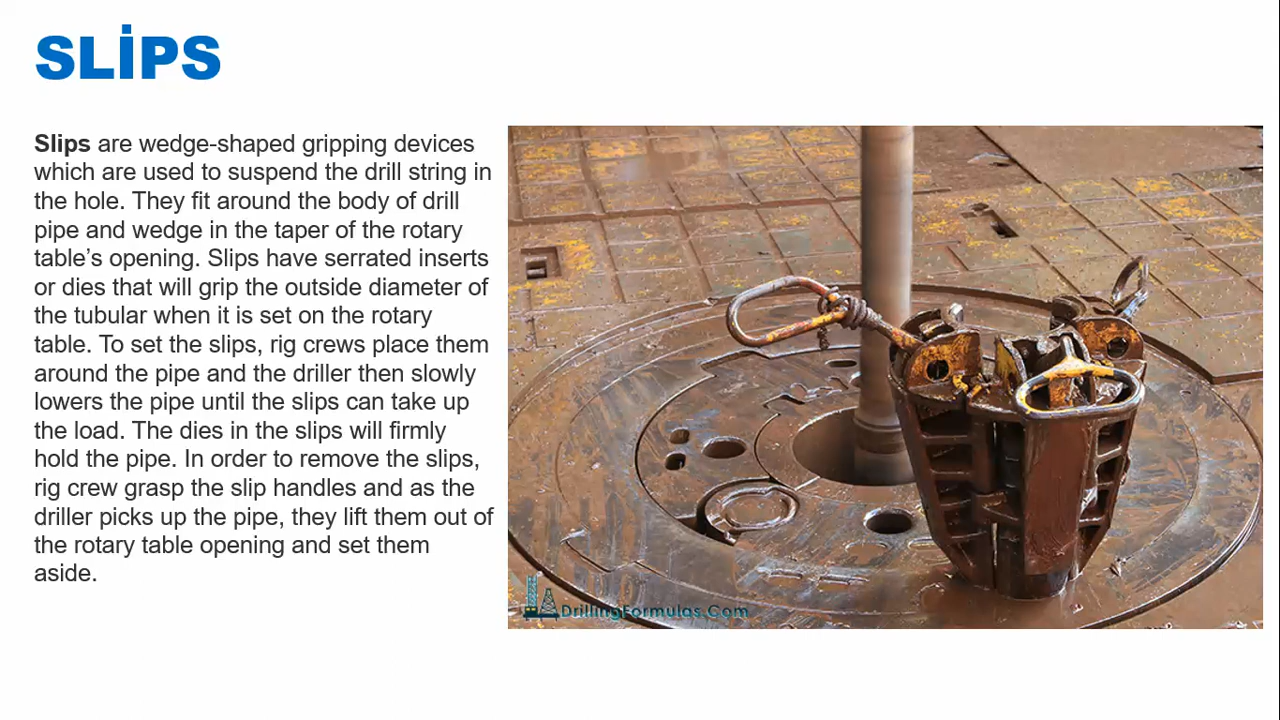 SLİPS
Slips are wedge-shaped gripping devices
which are used to suspend the drill string in
the hole. They fit around the body of drill
pipe and wedge in the taper of the rotary
table’s opening. Slips have serrated inserts
or dies that will grip the outside diameter of
the tubular when it is set on the rotary
table. To set the slips, rig crews place them
around the pipe and the driller then slowly
lowers the pipe until the slips can take up
the load. The dies in the slips will firmly
hold the pipe. In order to remove the slips,
rig crew grasp the slip handles and as the
driller picks up the pipe, they lift them out of
the rotary table opening and set them
aside.
DrillingFormulas.Com